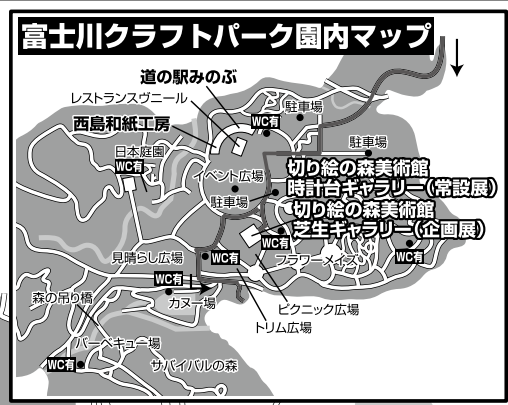 富士川クラフトパーク園内マップ
道の駅みのぶ
レストランスヴニール
西島和紙工房
日本庭園
WC有
WC有
駐車場
駐車場
イベント広場
駐車場
切り絵の森美術館
時計台ギャラリー（常設展）
切り絵の森美術館
芝生ギャラリー（企画展）
WC有
見晴らし広場
WC有
フラワーメイズ
WC有
WC有
カヌー場
森の吊り橋
ピクニック広場
トリム広場
バーベキュー場
WC有
サバイバルの森